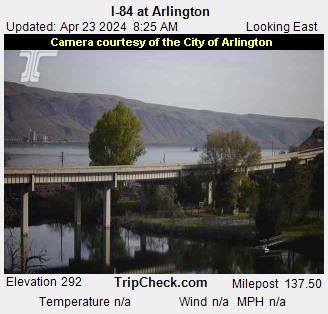 I-84 at Arlington
Updated: Apr 23 2024 8:25 AM Looking East
Camera courtesy of the City of Arlington
Elevation 292 TripCheck.com Milepost 137.50
Temperature n/a Wind n/a MPH n/a